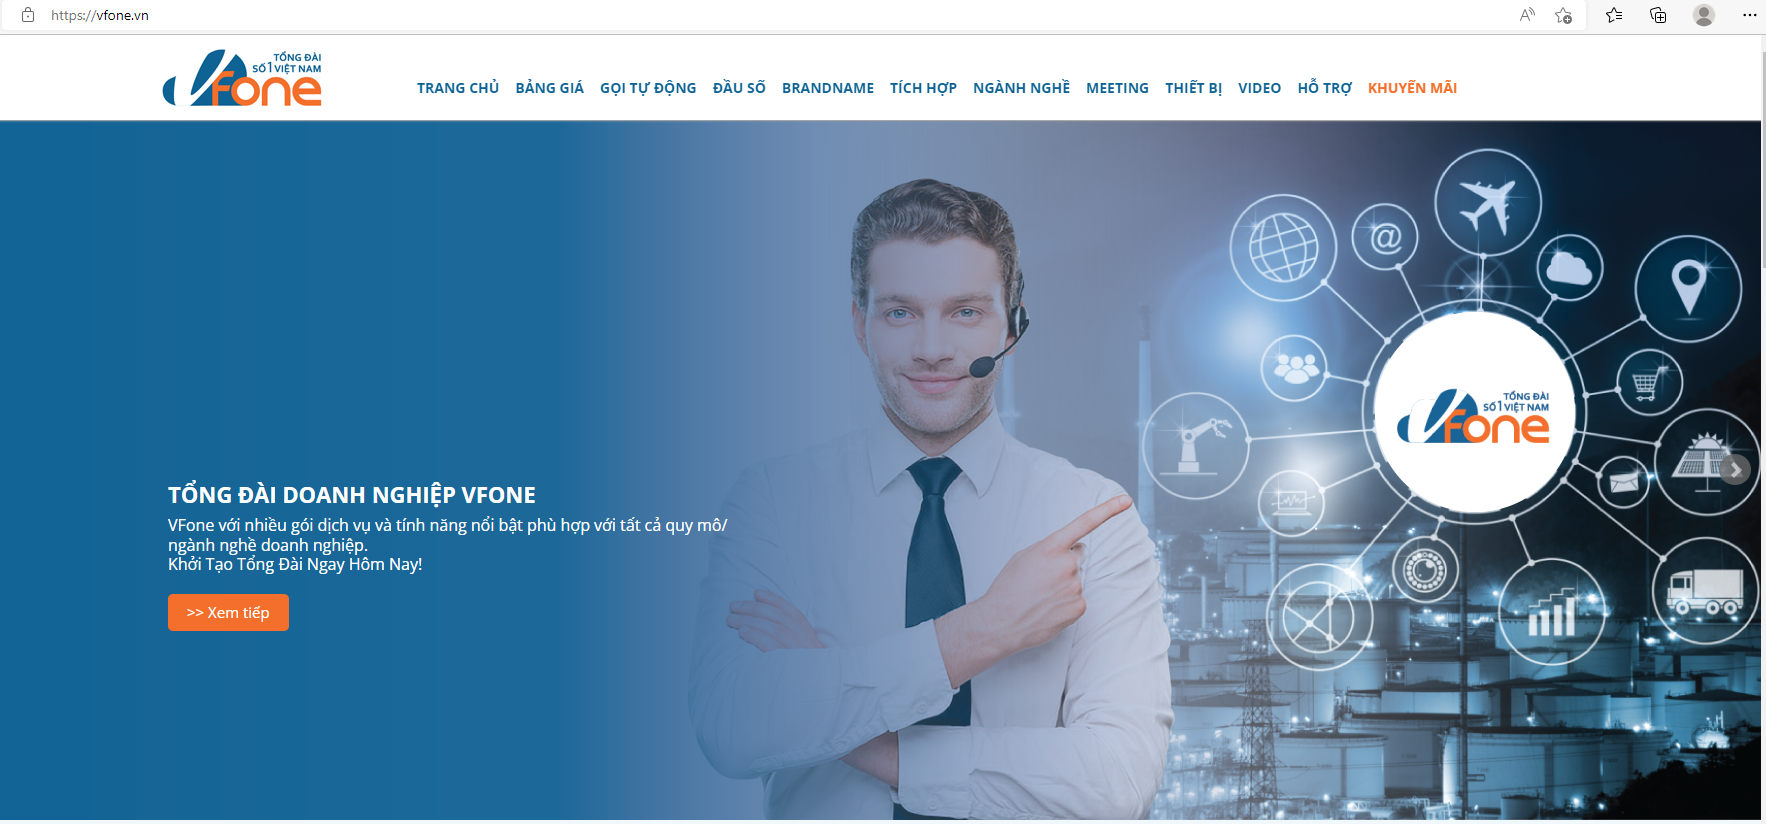 https://vfone.vn
TỔNG ĐÀI
SỐ 1 VIỆT NAM
Vfone
TRANG CHỦ BẢNG GIÁ GỌI TỰ ĐỘNG ĐẦU SỐ BRANDNAME TÍCH HỢP NGÀNH NGHỀ MEETING THIẾT BỊ VIDEO HỖ TRỢ KHUYẾN MÃI
@
TỔNG ĐÀI
SỐ 1 VIỆT NAM
Vfone
TỔNG ĐÀI DOANH NGHIỆP VFONE
VFone với nhiều gói dịch vụ và tính năng nổi bật phù hợp với tất cả quy mô/
ngành nghề doanh nghiệp.
Khởi Tạo Tổng Đài Ngay Hôm Nay!
>> Xem tiếp